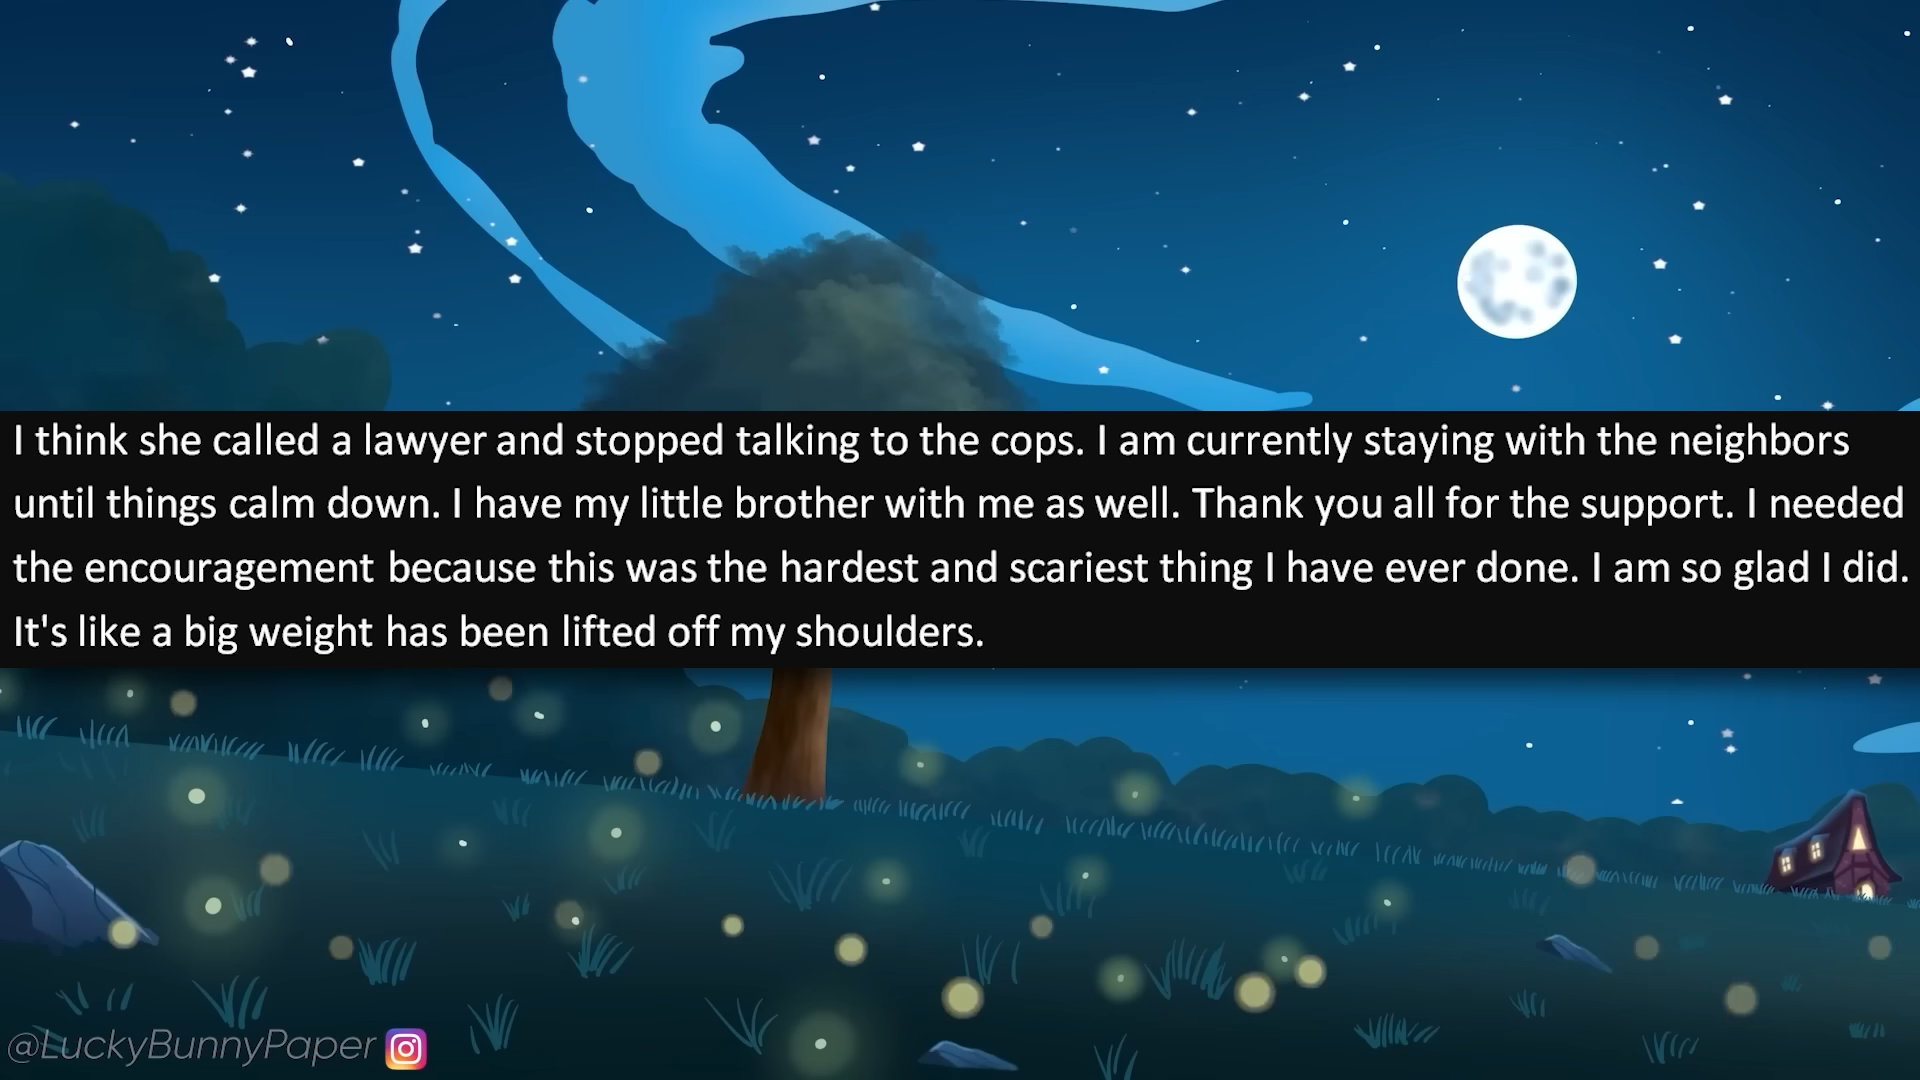 I think she called a lawyer and stopped talking to the cops. I am currently staying with the neighbors
until things calm down. I have my little brother with me as well. Thank you all for the support. I needed
the encouragement because this was the hardest and scariest thing I have ever done. I am so glad I did.
It's like a big weight has been lifted off my shoulders.
@LuckyBunnyPaper